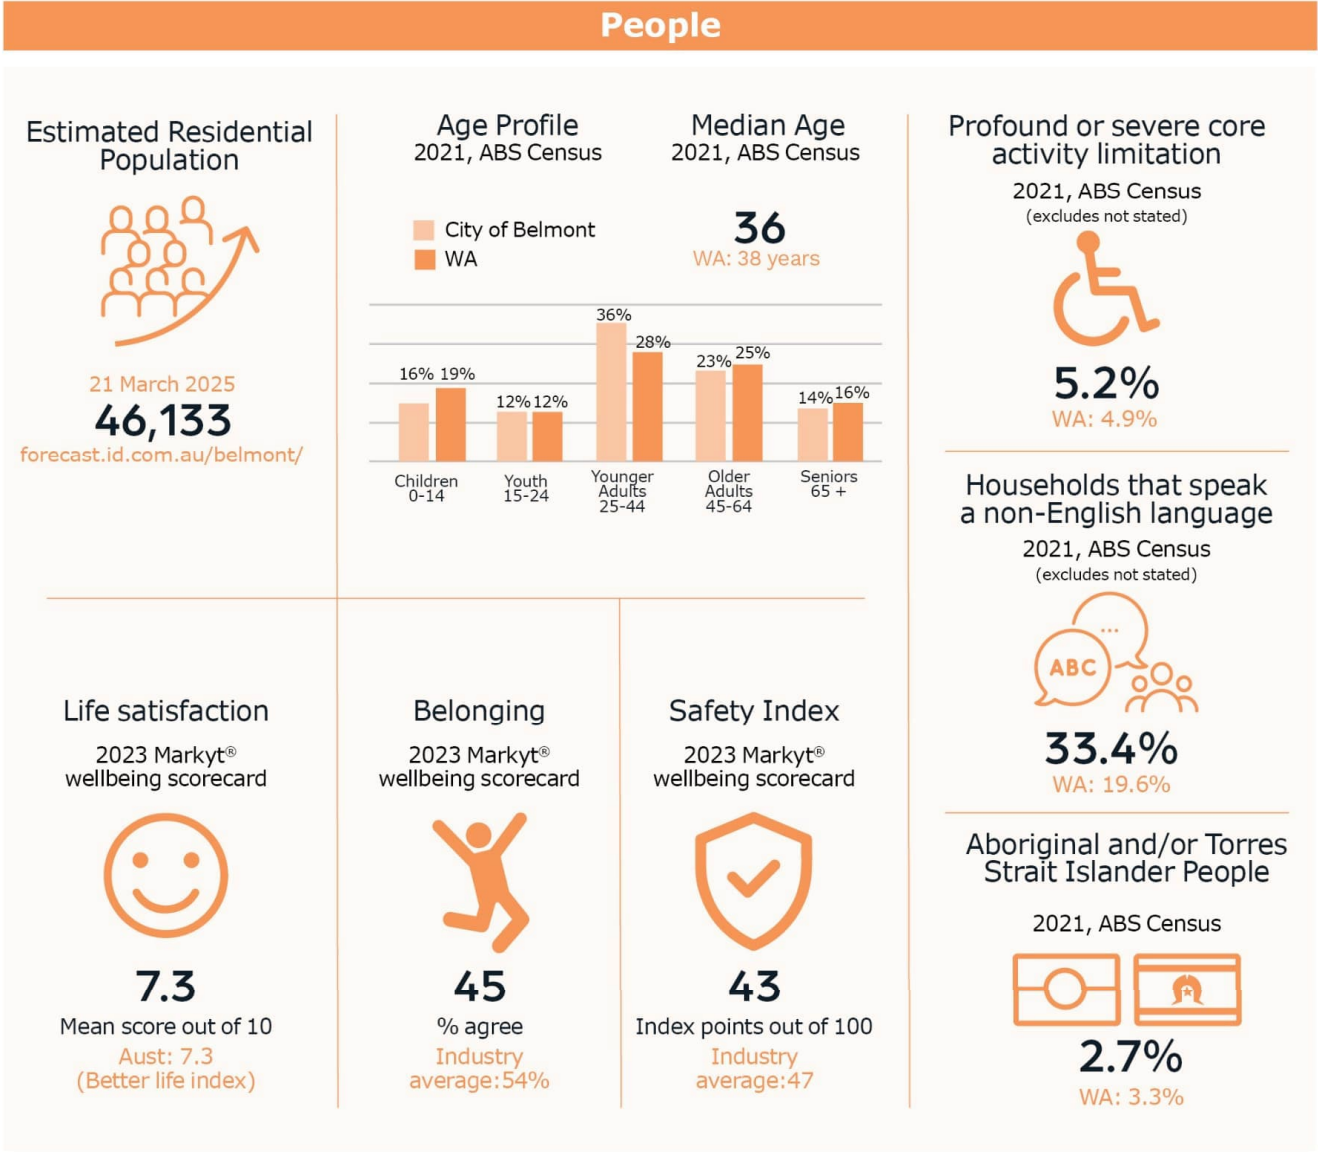 People
Estimated Residential
Population
21 March 2025
46,133
forecast.id.com.au/belmont/
Age Profile
2021, ABS Census
City of Belmont
WA
Median Age
2021, ABS Census
36
WA: 38 years
16% 19%
12% 12%
36%
28%
23% 25%
14% 16%
Children
0-14
Youth
15-24
Younger
Adults
25-44
Older
Adults
45-64
Seniors
65 +
Profound or severe core
activity limitation
2021, ABS Census
(excludes not stated)
5.2%
WA: 4.9%
Households that speak
a non-English language
2021, ABS Census
(excludes not stated)
...
ABC
33.4%
WA: 19.6%
Aboriginal and/or Torres
Strait Islander People
2021, ABS Census
2.7%
WA: 3.3%
Life satisfaction
2023 Markyt®
wellbeing scorecard
7.3
Mean score out of 10
Aust: 7.3
(Better life index)
Belonging
2023 Markyt®
wellbeing scorecard
45
% agree
Industry
average:54%
Safety Index
2023 Markyt®
wellbeing scorecard
43
Index points out of 100
Industry
average:47